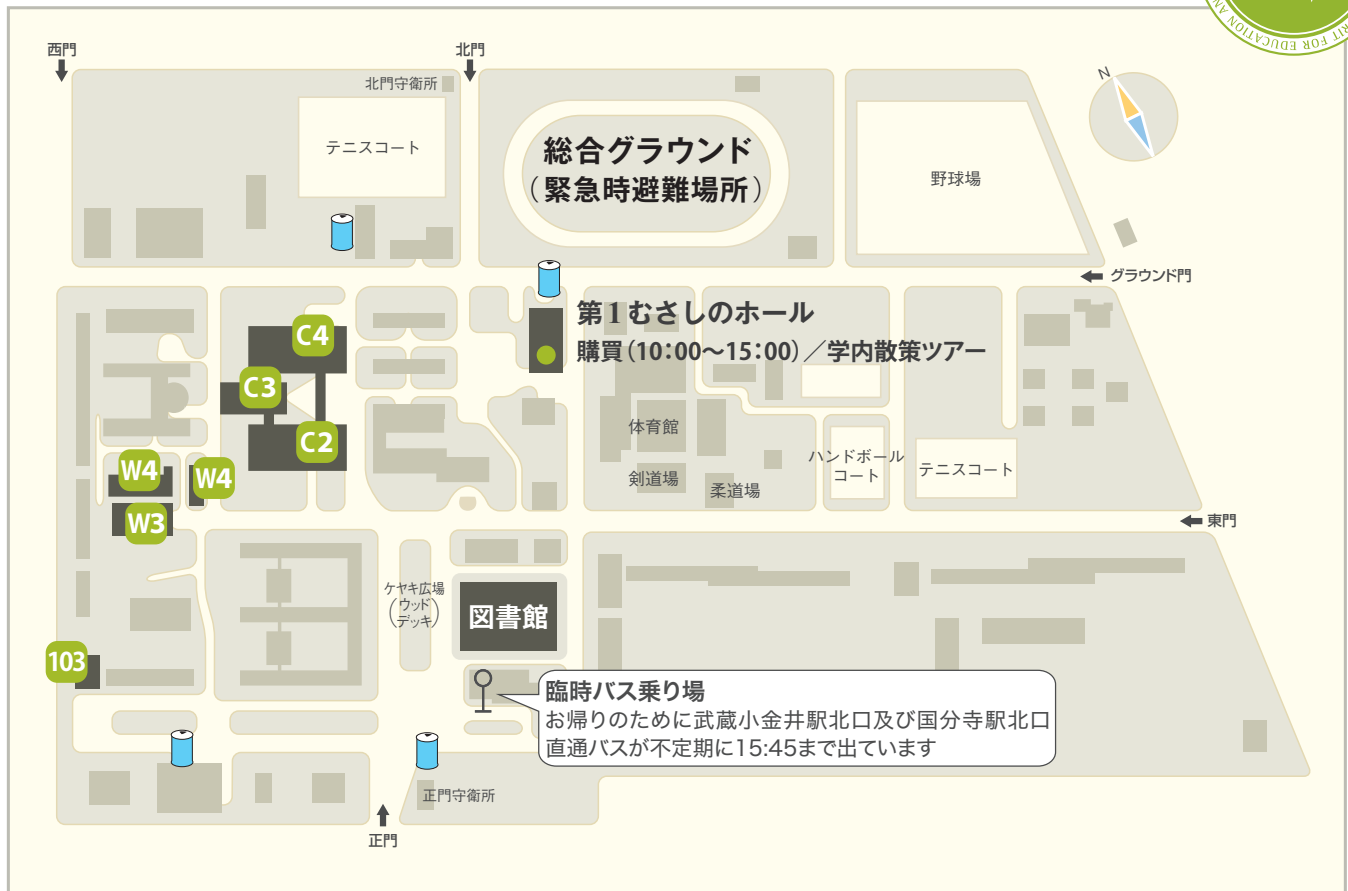 RIT FOR EDUCATION AN
西門
北門
北門守衛所
テニスコート
総合グラウンド
(緊急時避難場所)
野球場
N
グラウンド門
第1むさしのホール
購買(10:00〜15:00)/学内散策ツアー
C4
C3
C2
体育館
剣道場
柔道場
ハンドボール
コート
テニスコート
W4
W4
W3
東門
ケヤキ広場
(ウッド
デッキ)
図書館
103
臨時バス乗り場
お帰りのために武蔵小金井駅北口及び国分寺駅北口
直通バスが不定期に15:45まで出ています
正門守衛所
正門